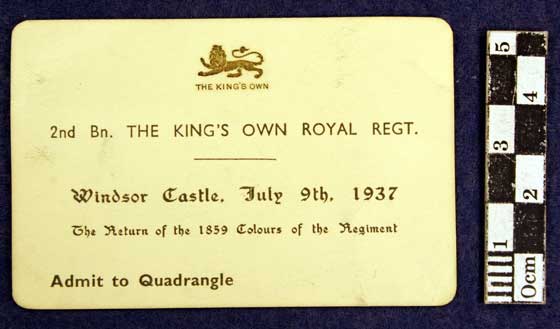 THE KING'S OWN
2nd Bn. THE KING'S OWN ROYAL REGT.
Windsor Castle, July 9th, 1937
The Return of the 1859 Colours of the Regiment
Admit to Quadrangle
5
4
3
2
1
0cm